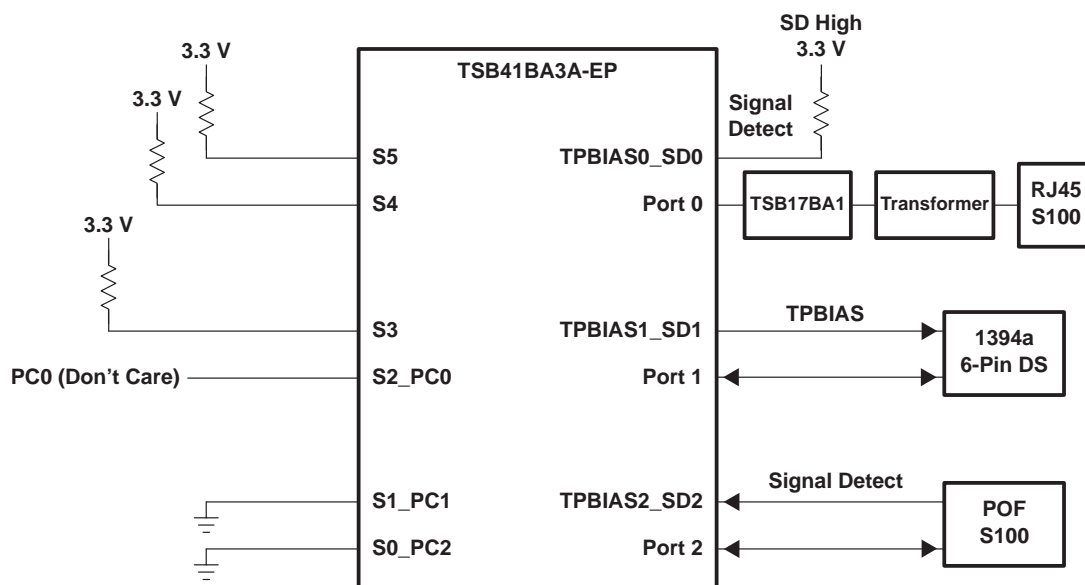 SD High
3.3 V
3.3 V
TSB41BA3A-EP
3.3 V
Signal
Detect
S5
TPBIAS0_SD0
S4
Port 0
TSB17BA1
Transformer
RJ45
S100
3.3 V
S3
TPBIAS1_SD1
TPBIAS
1394a
6-Pin DS
PC0 (Don't Care)
S2_PC0
Port 1
S1_PC1
TPBIAS2_SD2
Signal Detect
POF
S100
S0_PC2
Port 2